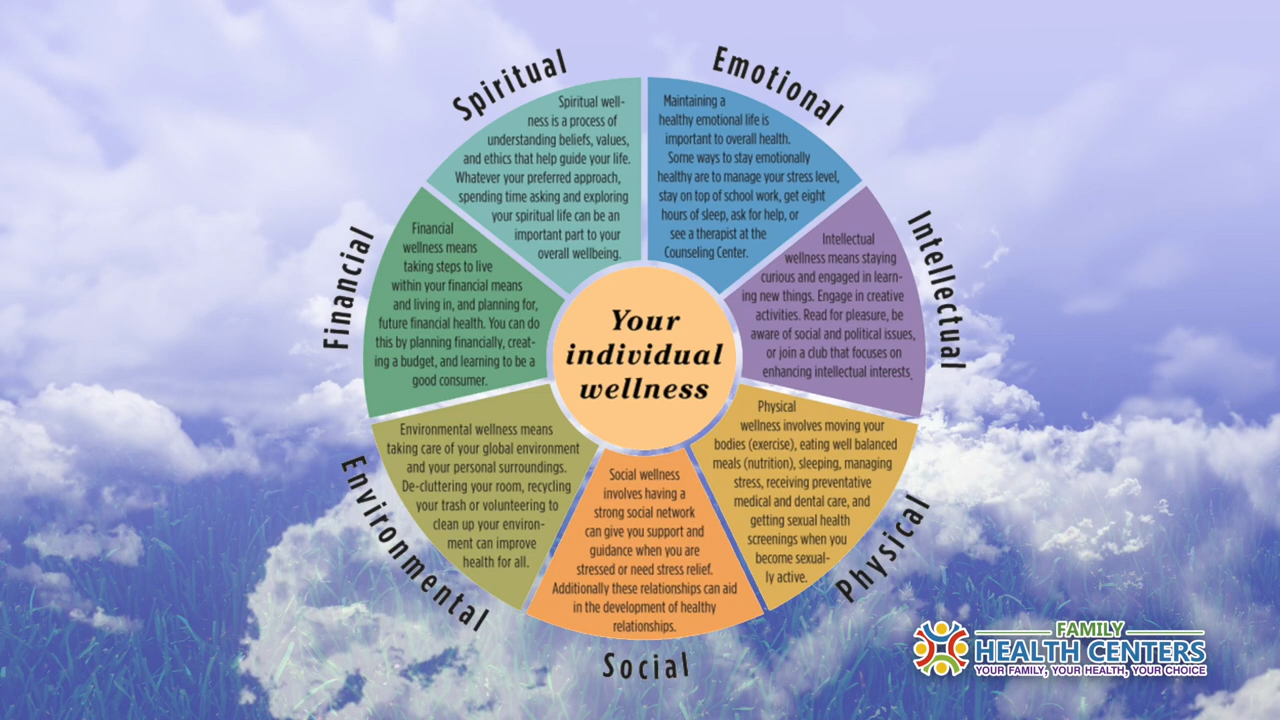 Spiritual
Spiritual well-
ness is a process of
understanding beliefs, values,
and ethics that help guide your life.
Whatever your preferred approach,
spending time asking and exploring
your spiritual life can be an
important part to your
overall wellbeing.
Emotional
Maintaining a
healthy emotional life is
important to overall health.
Some ways to stay emotionally
healthy are to manage your stress level,
stay on top of school work, get eight
hours of sleep, ask for help, or
see a therapist at the
Counseling Center.
Intellectual
Intellectual
wellness means staying
curious and engaged in learn-
ing new things. Engage in creative
activities. Read for pleasure, be
aware of social and political issues,
or join a club that focuses on
enhancing intellectual interests.
Physical
Physical
wellness involves moving your
bodies (exercise), eating well balanced
meals (nutrition), sleeping, managing
stress, receiving preventative
medical and dental care, and
getting sexual health
screenings when you
become sexual-
ly active.
Social
Social wellness
involves having a
strong social network
can give you support and
guidance when you are
stressed or need stress relief.
Additionally these relationships can aid
in the development of healthy
relationships.
Environmental
Environmental wellness means
taking care of your global environment
and your personal surroundings.
De-cluttering your room, recycling
your trash or volunteering to
clean up your environ-
ment can improve
health for all.
Financial
Financial
wellness means
taking steps to live
within your financial means
and living in, and planning for,
future financial health. You can do
this by planning financially, creat-
ing a budget, and learning to be a
good consumer.
Your
individual
wellness
FAMILY
HEALTH CENTERS
YOUR FAMILY, YOUR HEALTH, YOUR CHOICE